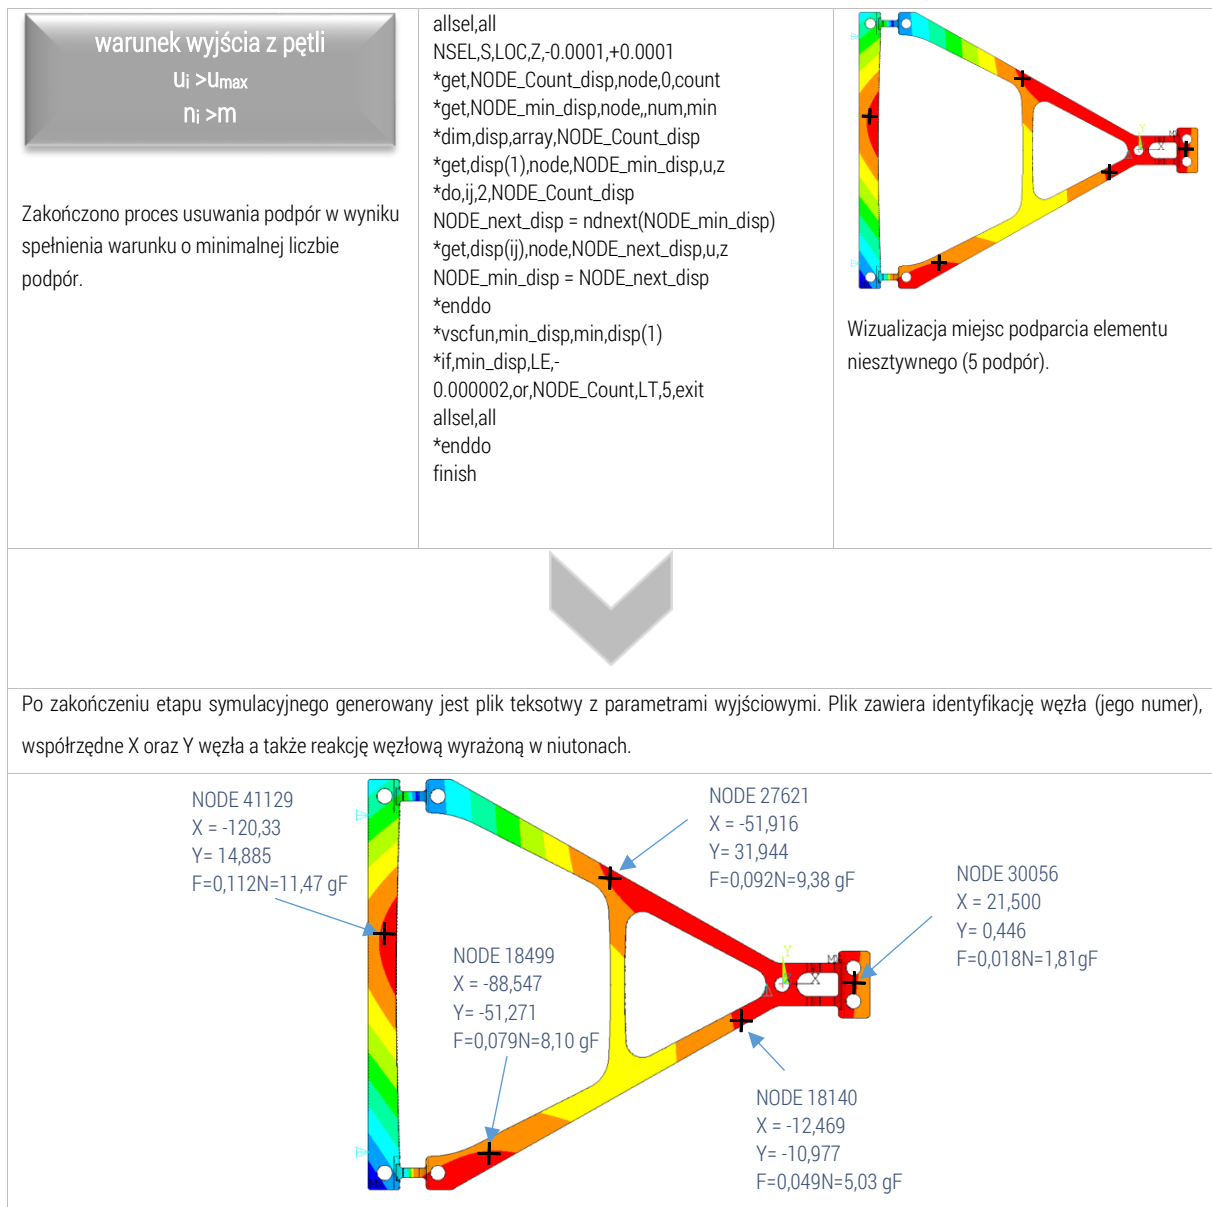 warunek wyjścia z pętli
ui >umax
ni >m
Zakończono proces usuwania podpór w wyniku
spełnienia warunku o minimalnej liczbie
podpór.
allsel,all
NSEL,S,LOC,Z,-0.0001,+0.0001
*get,NODE_Count_disp,node,0,count
*get,NODE_min_disp,node,,num,min
*dim,disp,array,NODE_Count_disp
*get,disp(1),node,NODE_min_disp,u,z
*do,ij,2,NODE_Count_disp
NODE_next_disp = ndnext(NODE_min_disp)
*get,disp(ij),node,NODE_next_disp,u,z
NODE_min_disp = NODE_next_disp
*enddo
*vscfun,min_disp,min,disp(1)
*if,min_disp,LE,-
0.000002,or,NODE_Count,LT,5,exit
allsel,all
*enddo
finish
Y
X
Wizualizacja miejsc podparcia elementu
niesztywnego (5 podpór).
Po zakończeniu etapu symulacyjnego generowany jest plik teksotwy z parametrami wyjściowymi. Plik zawiera identyfikację węzła (jego numer),
współrzędne X oraz Y węzła a także reakcję węzłową wyrażoną w niutonach.
NODE 41129
X = -120,33
Y= 14,885
F=0,112N=11,47 gF
NODE 27621
X = -51,916
Y= 31,944
F=0,092N=9,38 gF
NODE 30056
X = 21,500
Y= 0,446
F=0,018N=1,81gF
NODE 18499
X = -88,547
Y= -51,271
F=0,079N=8,10 gF
Y
X
NODE 18140
X = -12,469
Y= -10,977
F=0,049N=5,03 gF